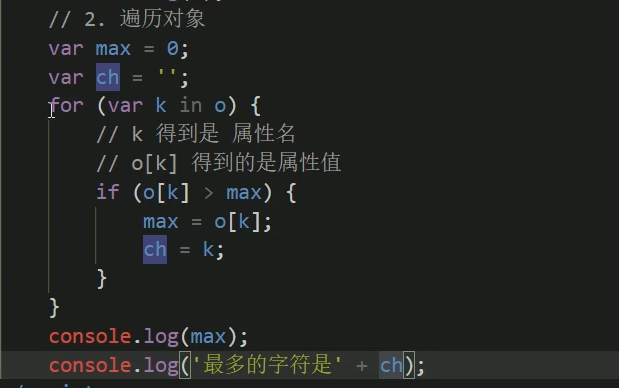 // 2. 遍历对象
var max = 0;
var ch = '';
for (var k in o) {
// k 得到是 属性名
// o[k] 得到的是属性值
if (o[k] > max) {
max = o[k];
ch = k;
}
}
console.log(max);
console.log('最多的字符是' + ch);